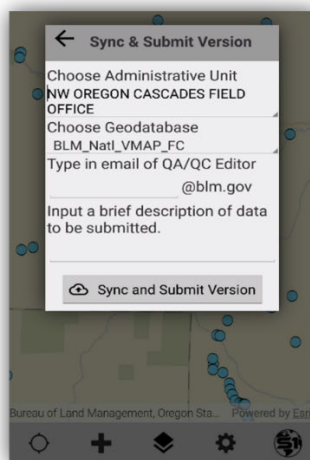 Sync & Submit Version
Choose Administrative Unit
NW OREGON CASCADES FIELD
OFFICE
Choose Geodatabase
BLM_Natl_VMAP_FC
Type in email of QA/QC Editor
@blm.gov
Input a brief description of data
to be submitted.
Sync and Submit Version
Bureau of Land Management, Oregon Sta... Powered by Esri